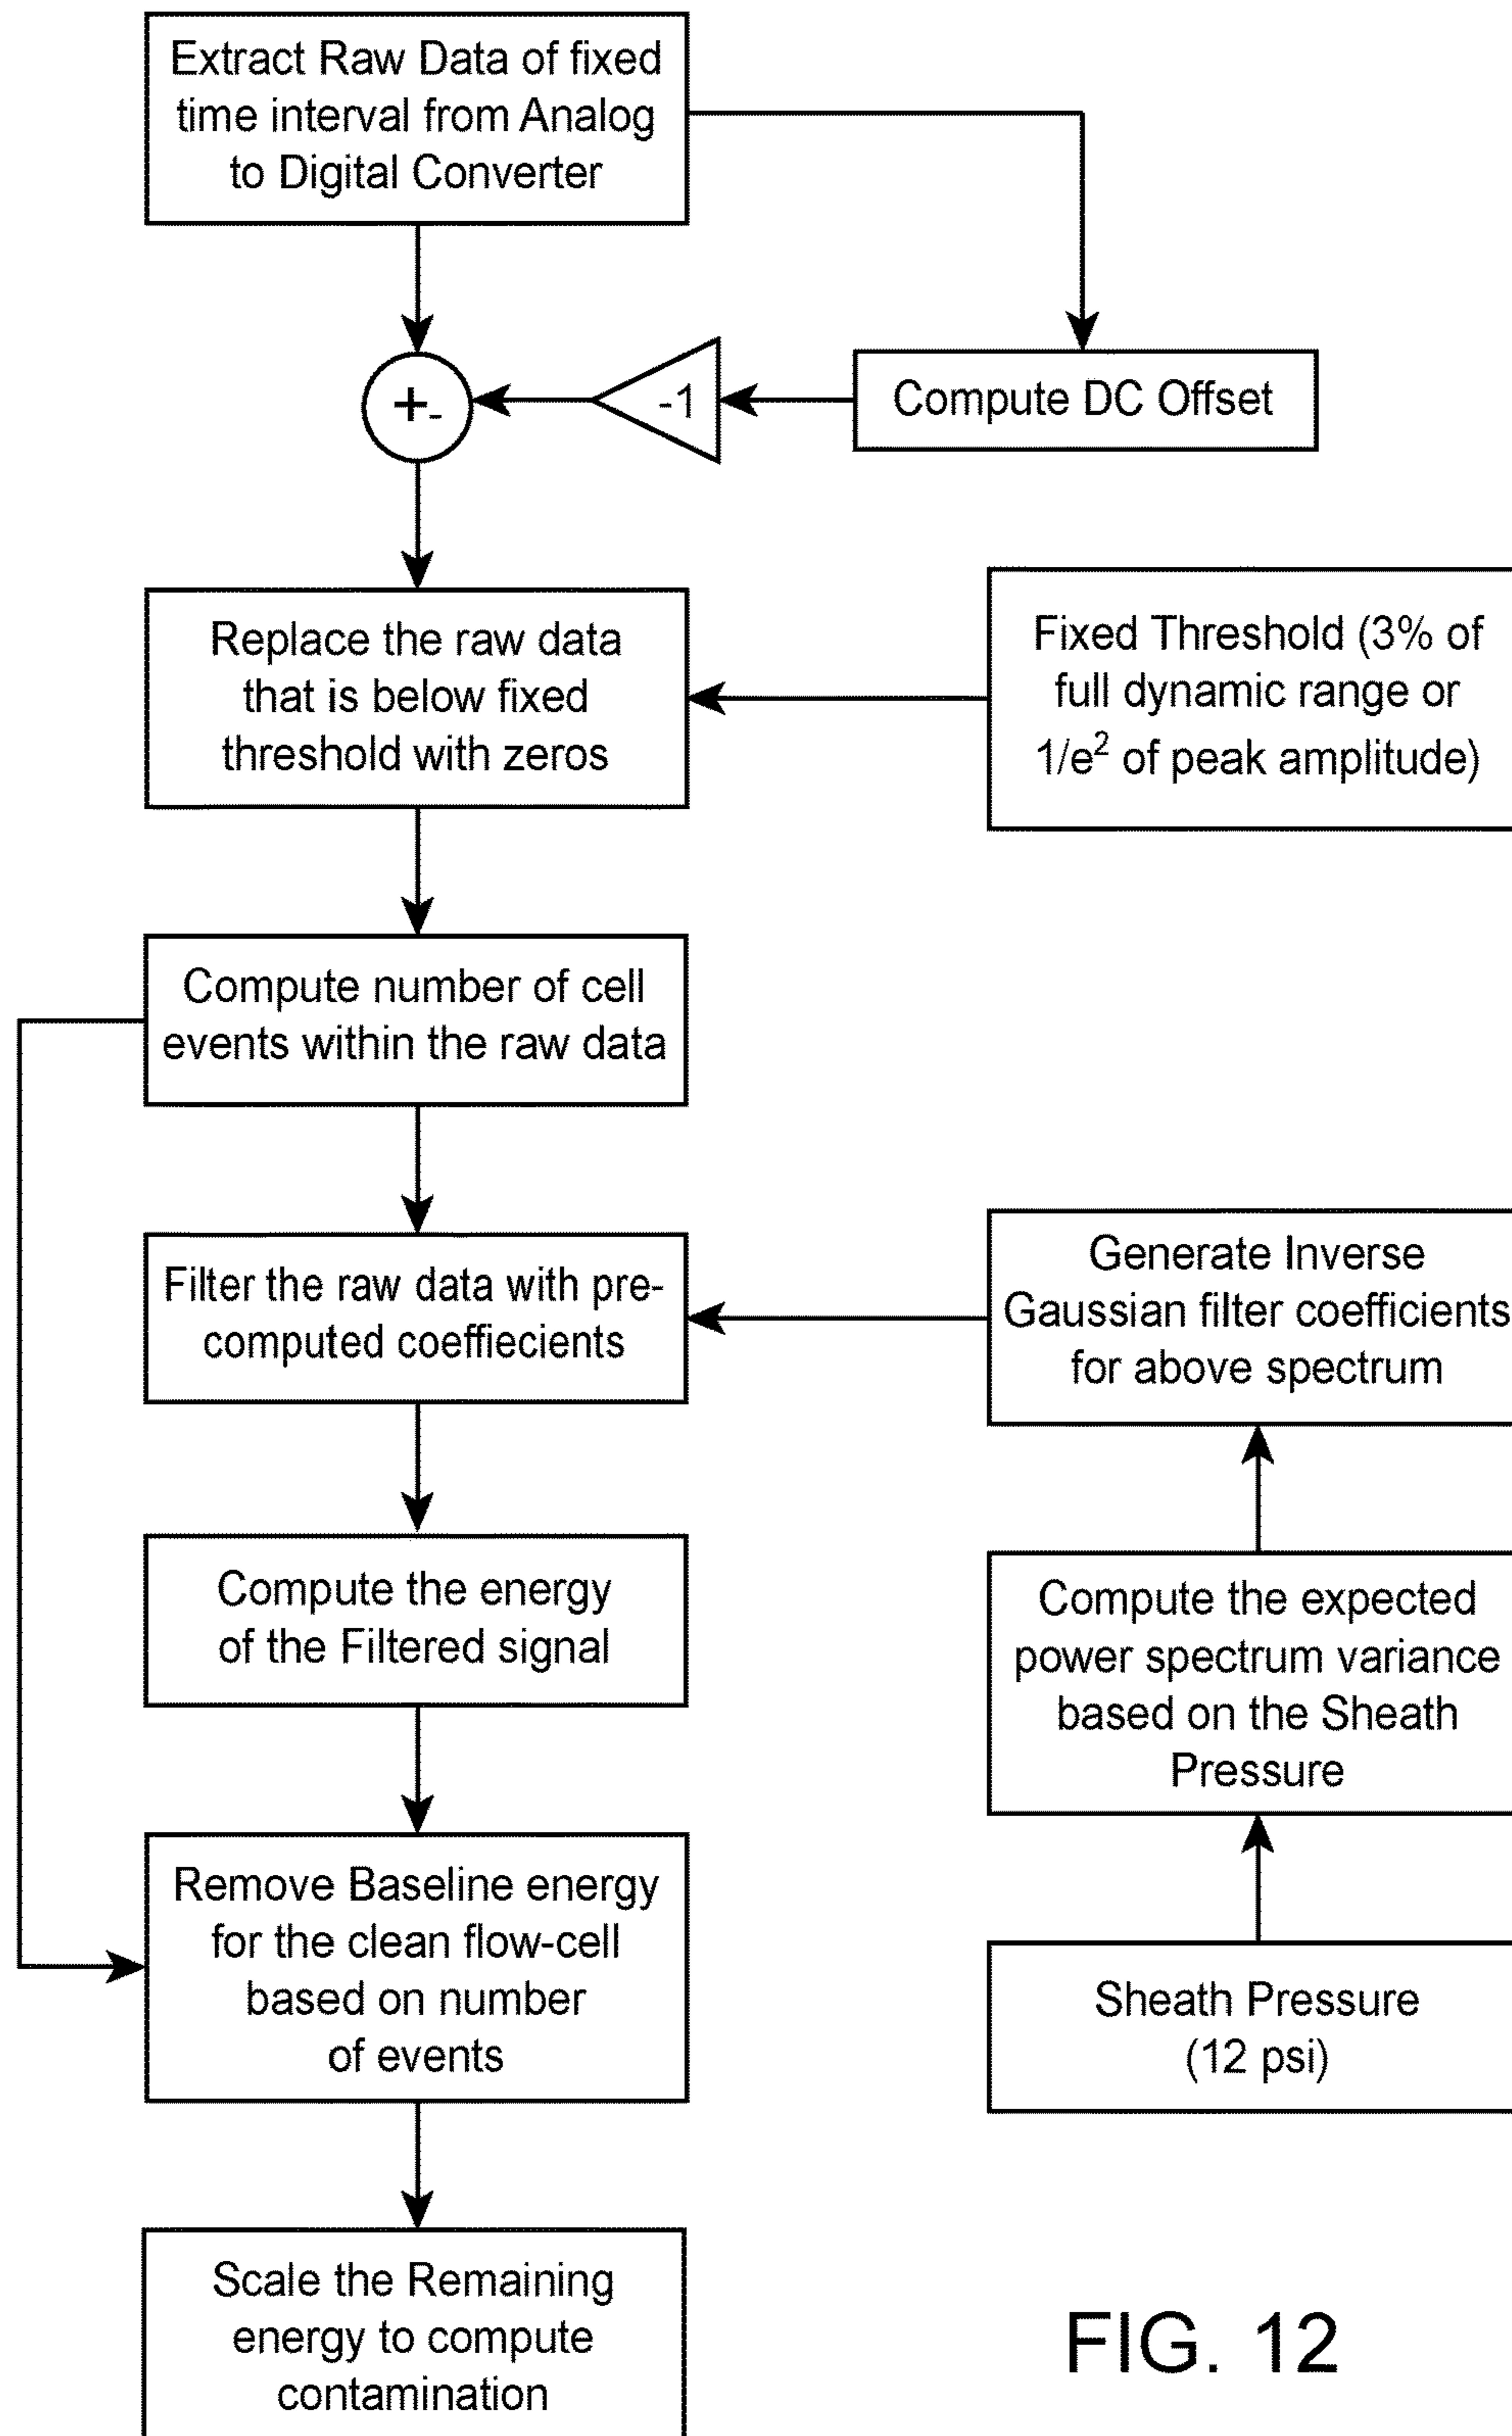 Extract Raw Data of fixed
time interval from Analog
to Digital Converter
+-
-1
Compute DC Offset
Replace the raw data
that is below fixed
threshold with zeros
Fixed Threshold (3% of
full dynamic range or
1/e² of peak amplitude)
Compute number of cell
events within the raw data
Filter the raw data with pre-
computed coeffiecients
Generate Inverse
Gaussian filter coefficients
for above spectrum
Compute the energy
of the Filtered signal
Compute the expected
power spectrum variance
based on the Sheath
Pressure
Remove Baseline energy
for the clean flow-cell
based on number
of events
Sheath Pressure
(12 psi)
Scale the Remaining
energy to compute
contamination
FIG. 12